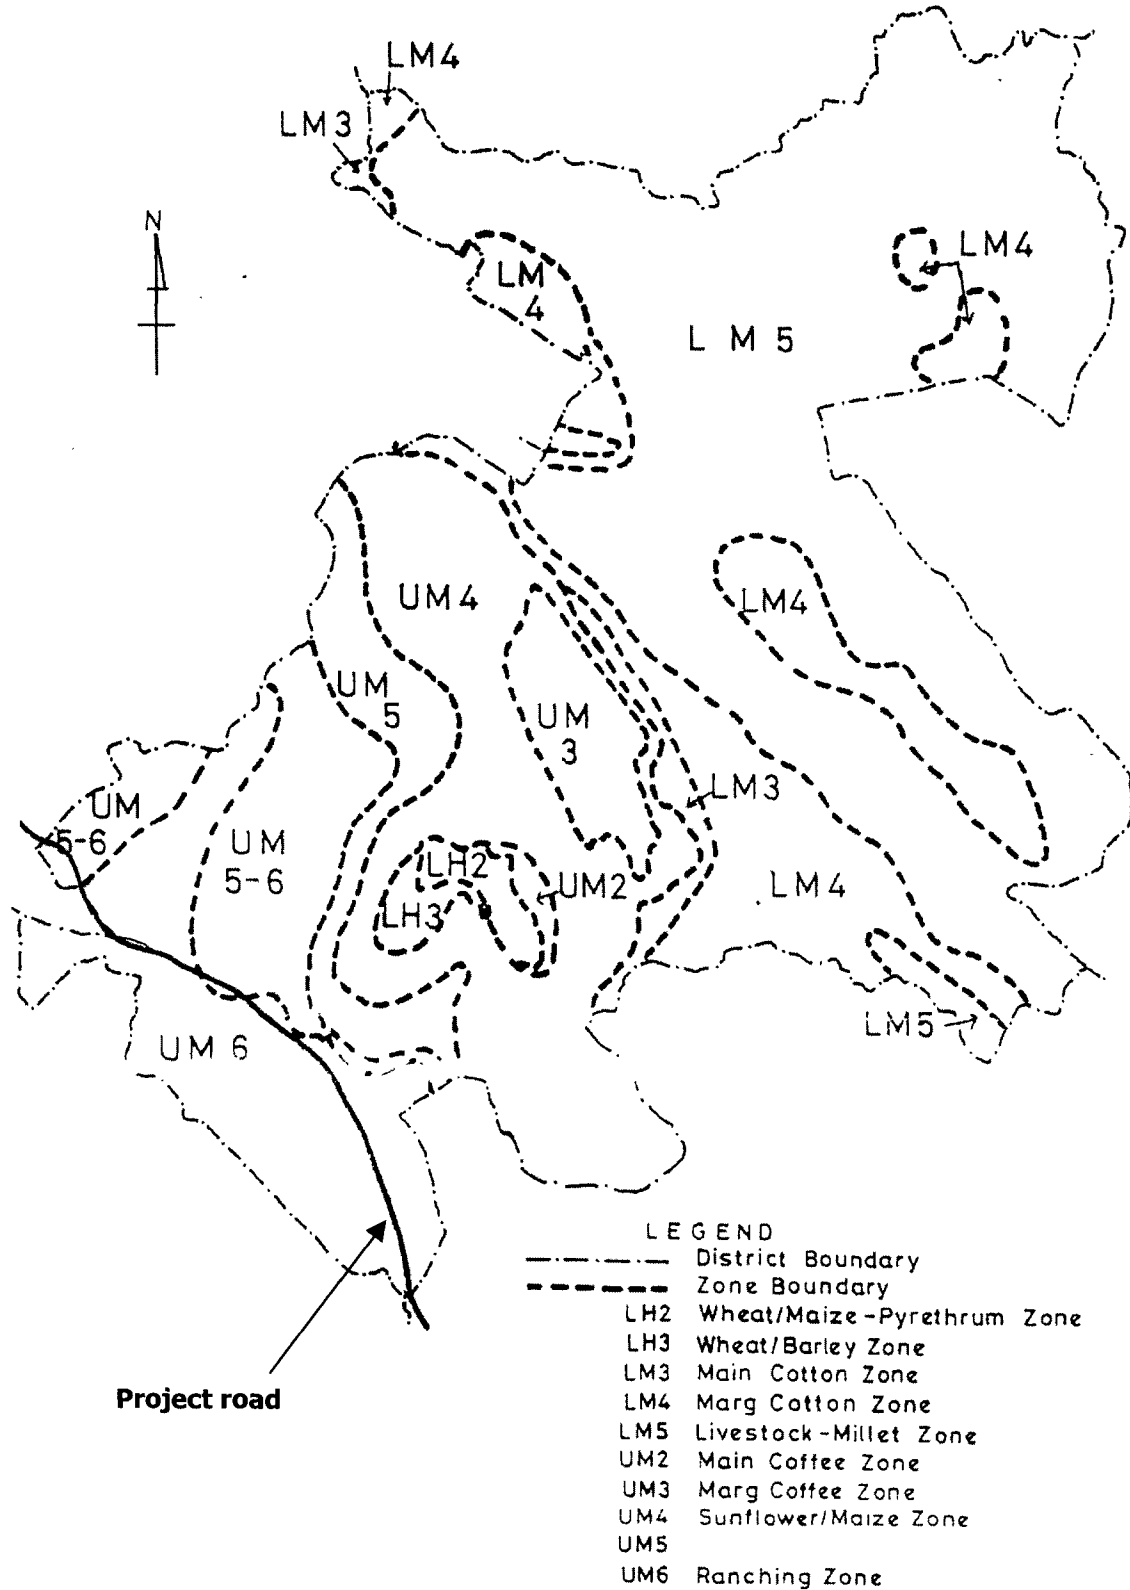 LM4
LM3
N
LM4
LM
4
LM5
UM4
LM4
UM
5
UM
3
LM3
UM
5-6
UM
5-6
LH2
UM2
LM4
LH3
LM5
UM 6
LEGEND
District Boundary
Zone Boundary
LH2 Wheat/Maize-Pyrethrum Zone
LH3 Wheat/Barley Zone
LM3 Main Cotton Zone
LM4 Marg Cotton Zone
LM5 Livestock-Millet Zone
UM2 Main Coffee Zone
UM3 Marg Coffee Zone
UM4 Sunflower/Maize Zone
UM5
UM6 Ranching Zone
Project road